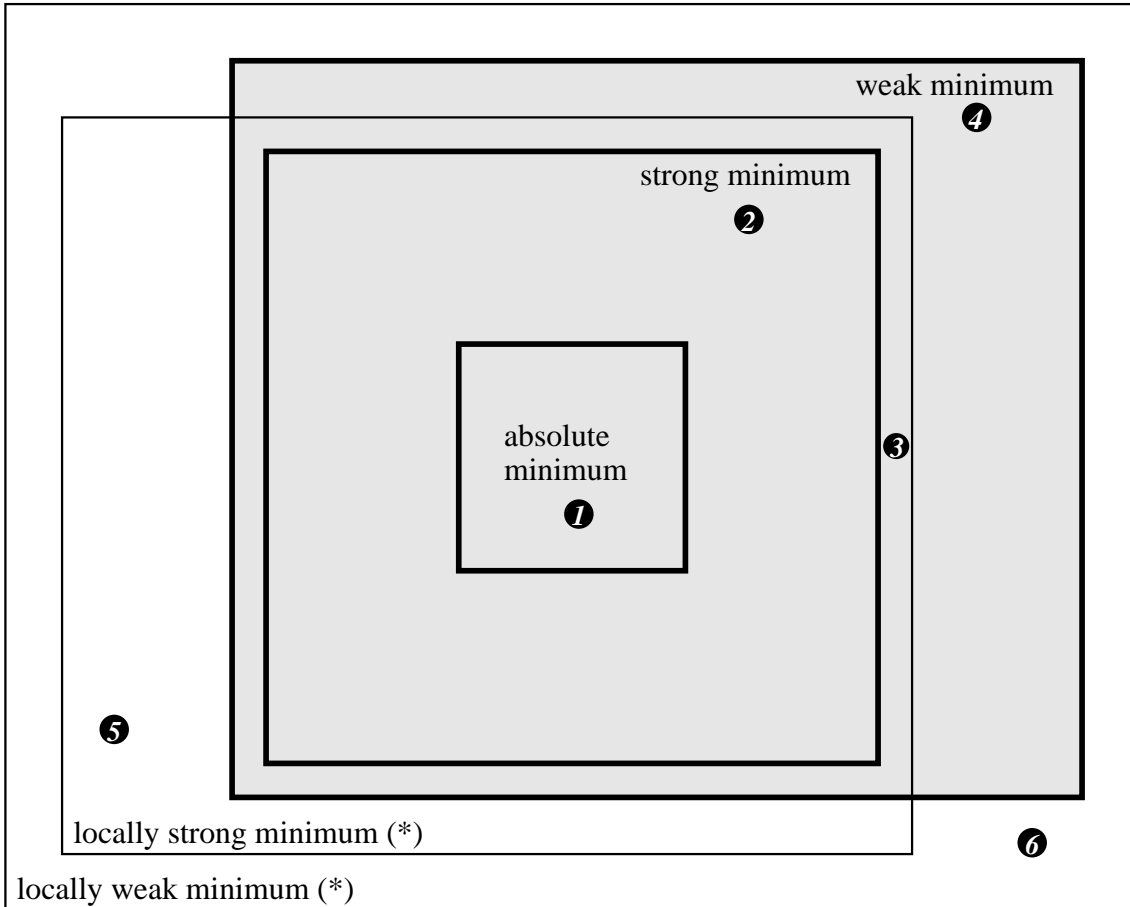 weak minimum
4
strong minimum
2
absolute
minimum
3
1
5
locally strong minimum (*)
6
locally weak minimum (*)